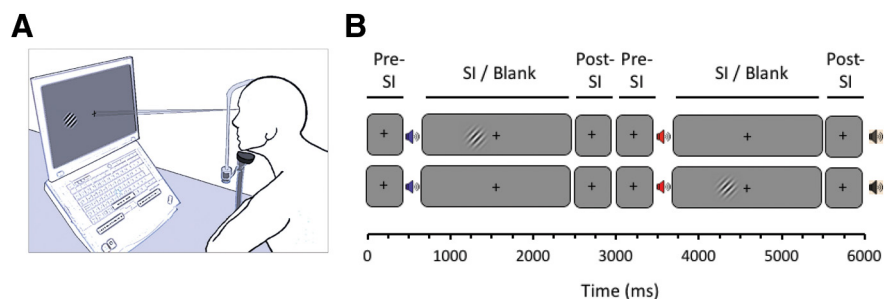 A
B
Pre-
SI
SI / Blank
Post-
SI
Pre-
SI
SI / Blank
Post-
SI
0
1000
2000
3000
4000
5000
6000
Time (ms)